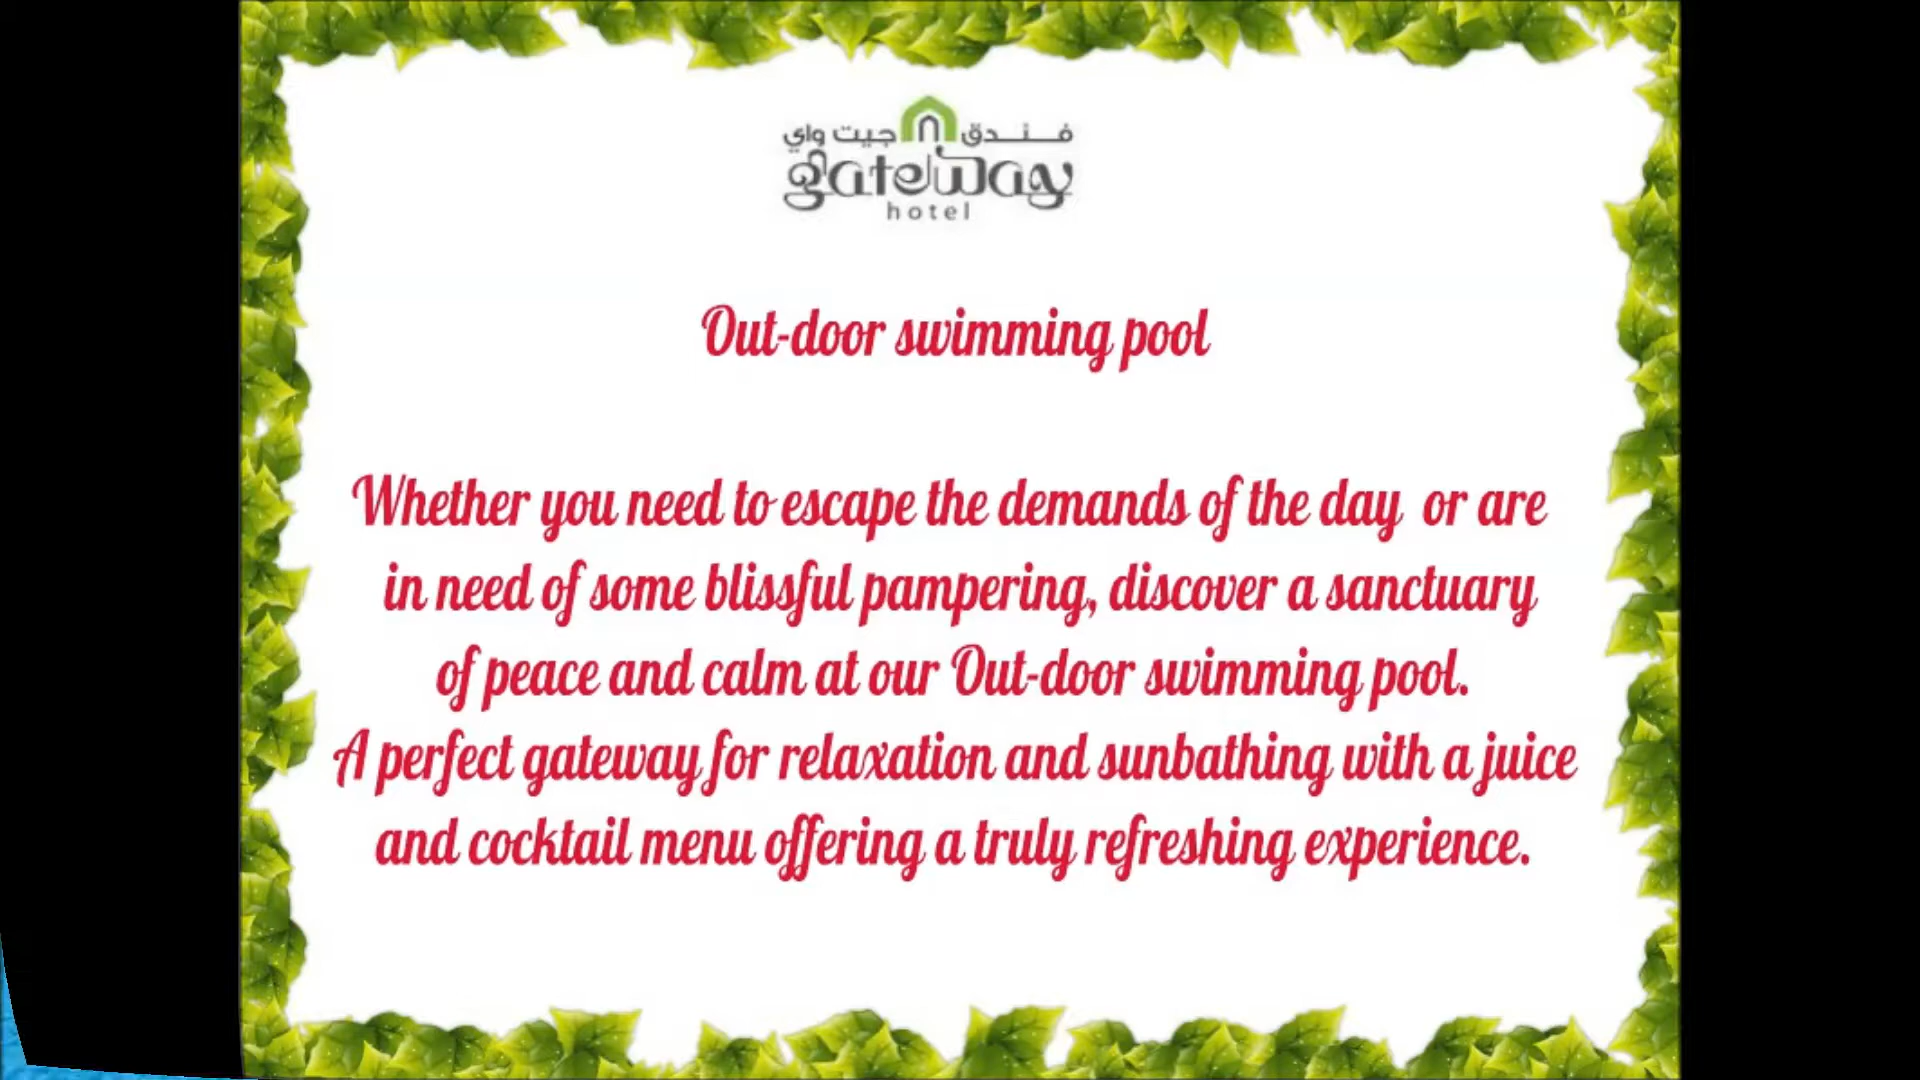 فندق جيت واي
gateway
hotel
Out-door swimming pool
Whether you need to escape the demands of the day or are
in need of some blissful pampering, discover a sanctuary
of peace and calm at our Out-door swimming pool.
A perfect gateway for relaxation and sunbathing with a juice
and cocktail menu offering a truly refreshing experience.